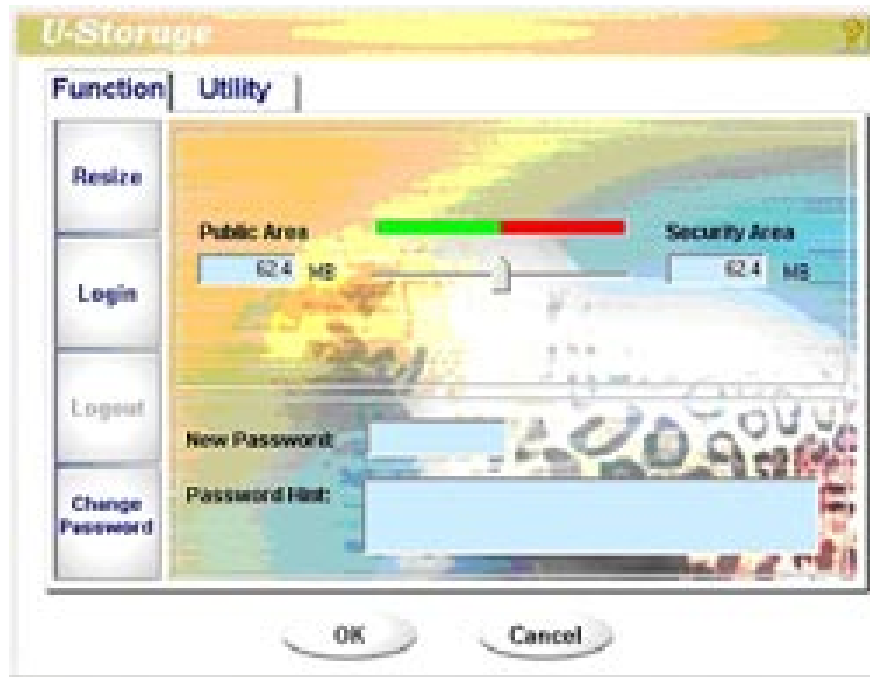 U-Storage
?
Function
Utility
Resize
Login
Logout
Change
Password
Public Area
Security Area
62.4 MB
62.4 MB
New Password:
Password Hint:
OK
Cancel